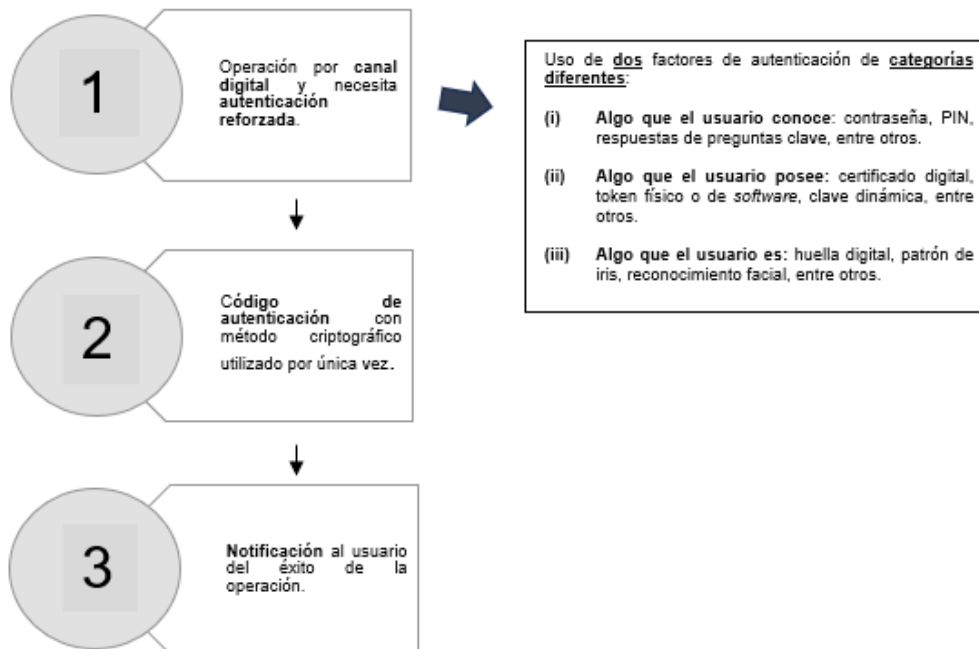 1
Operación por canal
digital y necesita
autenticación
reforzada.
Uso de dos factores de autenticación de categorías
diferentes:
(i) Algo que el usuario conoce: contraseña, PIN,
respuestas de preguntas clave, entre otros.
(ii) Algo que el usuario posee: certificado digital,
token físico o de software, clave dinámica, entre
otros.
(iii) Algo que el usuario es: huella digital, patrón de
iris, reconocimiento facial, entre otros.
2
Código de
autenticación con
método criptográfico
utilizado por única vez.
3
Notificación al usuario
del éxito de la
operación.